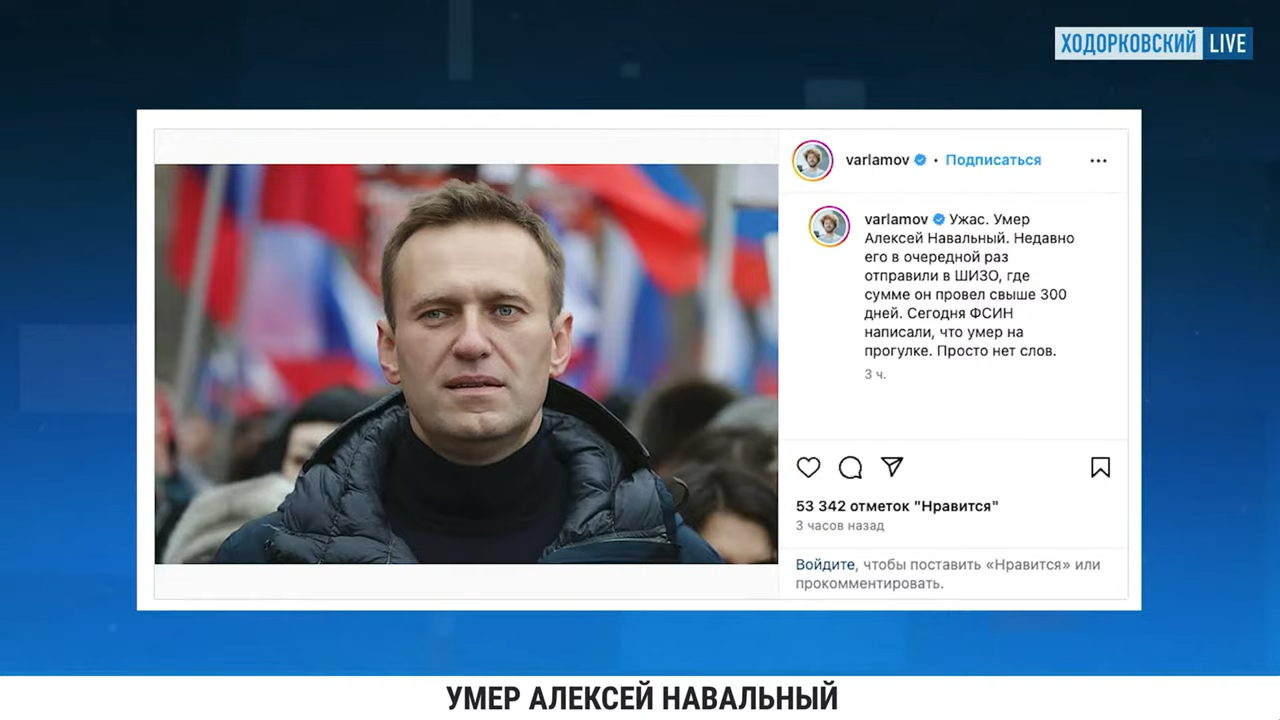 ХОДОРКОВСКИЙ LIVE
varlamov • Подписаться
varlamov Ужас. Умер
Алексей Навальный. Недавно
его в очередной раз
отправили в ШИЗО, где
сумме он провел свыше 300
дней. Сегодня ФСИН
написали, что умер на
прогулке. Просто нет слов.
3 ч.
53 342 отметок "Нравится"
3 часов назад
Войдите, чтобы поставить «Нравится» или
прокомментировать.
УМЕР АЛЕКСЕЙ НАВАЛЬНЫЙ